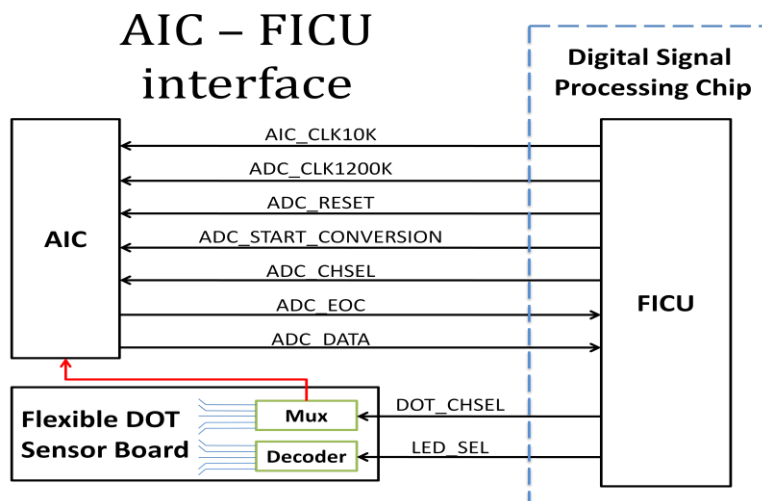 AIC – FICU
interface
Digital Signal
Processing Chip
AIC_CLK10K
ADC_CLK1200K
ADC_RESET
ADC_START_CONVERSION
ADC_CHSEL
ADC_EOC
ADC_DATA
AIC
FICU
Flexible DOT
Sensor Board
Mux
Decoder
DOT_CHSEL
LED_SEL